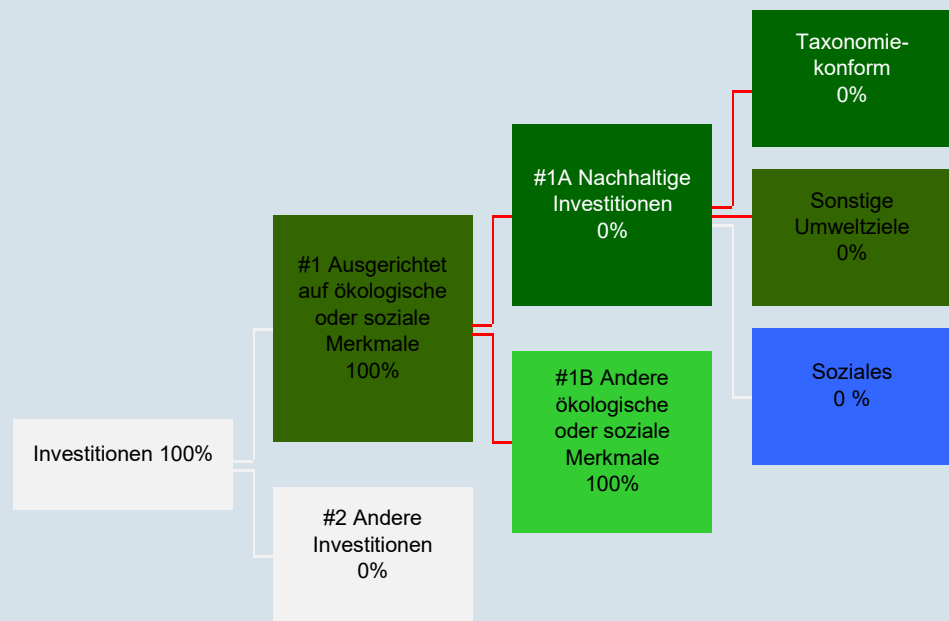 Investitionen 100%
#1 Ausgerichtet
auf ökologische
oder soziale
Merkmale
100%
#2 Andere
Investitionen
0%
#1A Nachhaltige
Investitionen
0%
#1B Andere
ökologische
oder soziale
Merkmale
100%
Taxonomie-
konform
0%
Sonstige
Umweltziele
0%
Soziales
0 %